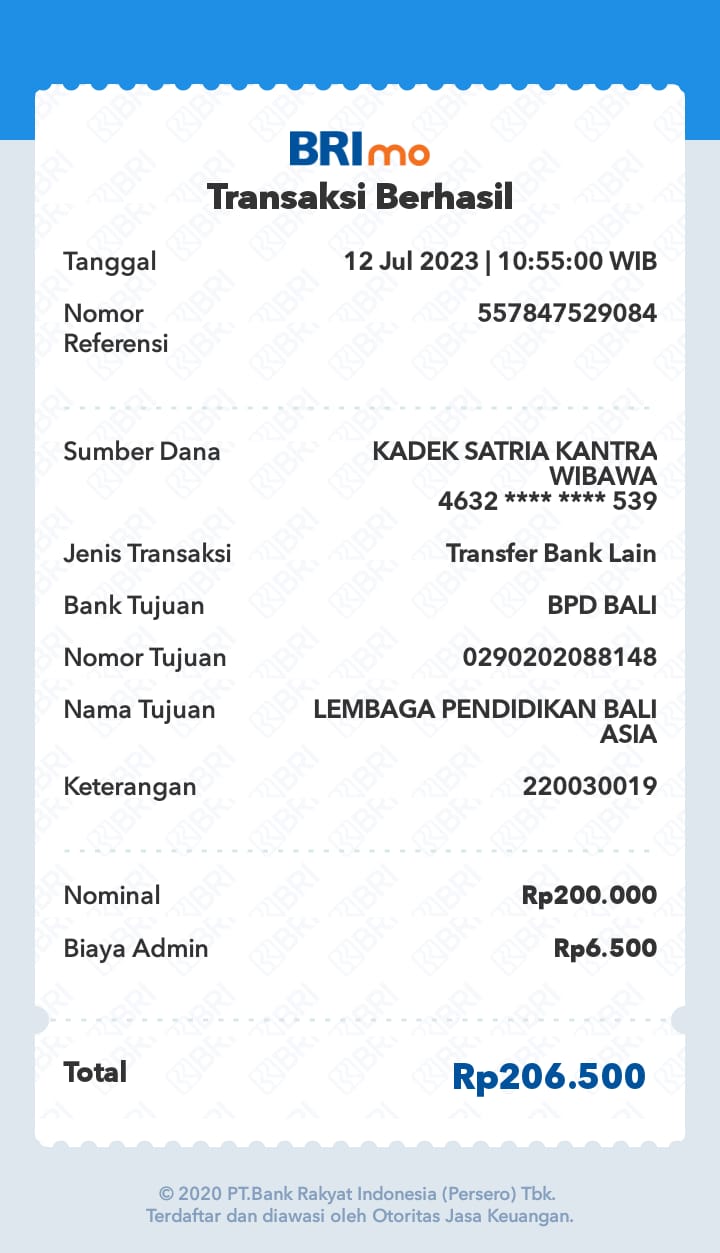 BRImo
Transaksi Berhasil
Tanggal 12 Jul 2023 | 10:55:00 WIB
Nomor Referensi 557847529084
Sumber Dana KADEK SATRIA KANTRA
WIBAWA
4632 **** **** 539
Jenis Transaksi Transfer Bank Lain
Bank Tujuan BPD BALI
Nomor Tujuan 0290202088148
Nama Tujuan LEMBAGA PENDIDIKAN BALI
ASIA
Keterangan 220030019
Nominal Rp200.000
Biaya Admin Rp6.500
Total Rp206.500
© 2020 PT.Bank Rakyat Indonesia (Persero) Tbk.
Terdaftar dan diawasi oleh Otoritas Jasa Keuangan.